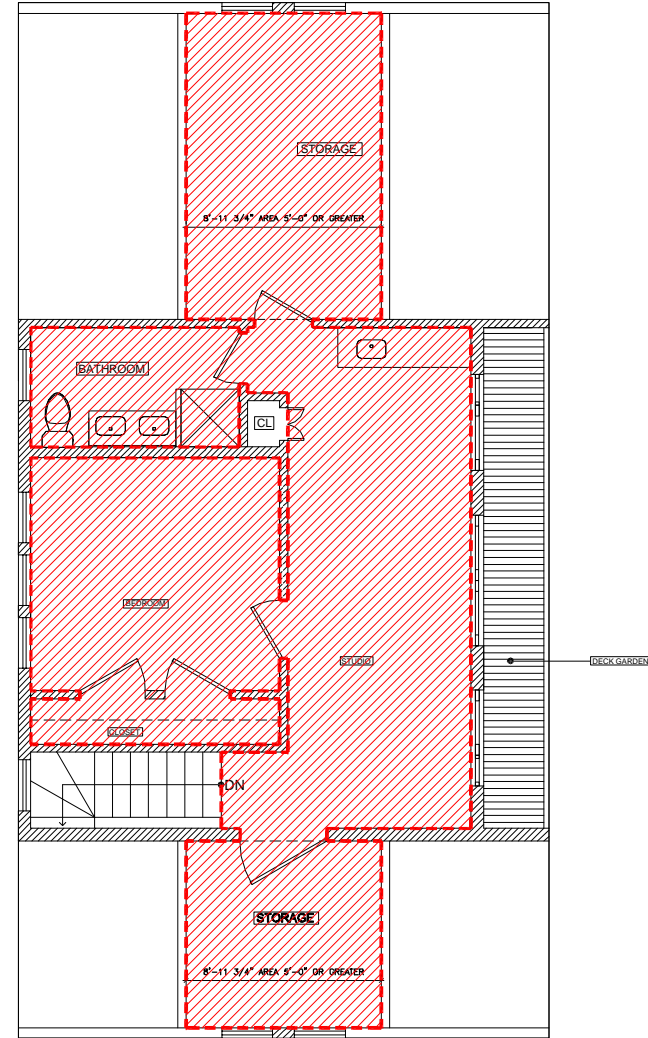 STORAGE
8'-11 3/4" AREA 5'-0" OR GREATER
BATHROOM
CL
BEDROOM
STUDIO
DECK GARDEN
CLOSET
DN
STORAGE
8'-11 3/4" AREA 5'-0" OR GREATER